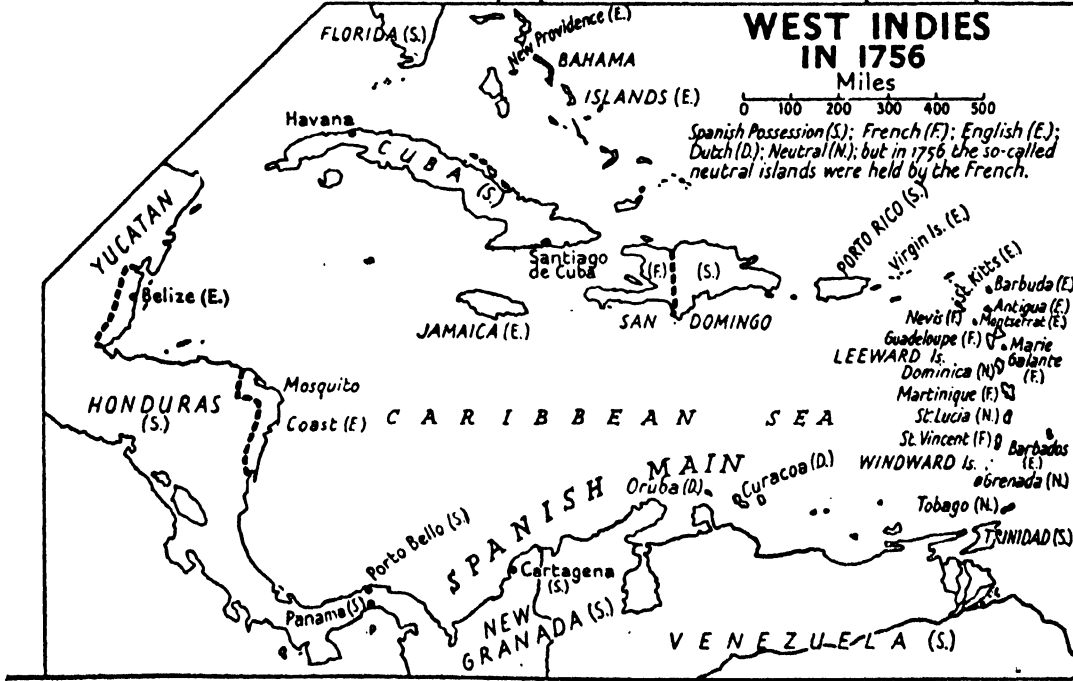 WEST INDIES
IN 1756
Miles
0 100 200 300 400 500
Spanish Possession (S.); French (F.); English (E.);
Dutch (D.); Neutral (N.); but in 1756 the so-called
neutral islands were held by the French.
FLORIDA (S.)
New Providence (E.)
BAHAMA
ISLANDS (E.)
Havana
CUBA (S.)
YUCATAN
Belize (E.)
Santiago
de Cuba
(F.)
(S.)
SAN DOMINGO
JAMAICA (E.)
PORTO RICO (S.)
Virgin Is. (E.)
St. Kitts (E.)
Barbuda (E.)
Antigua (E.)
Nevis (F.)
Montserrat (E.)
Guadeloupe (F.)
Marie
Galante
(F.)
LEEWARD Is.
Dominica (N.)
Martinique (F.)
St. Lucia (N.)
St. Vincent (F.)
Barbados
(E.)
WINDWARD Is.
Grenada (N.)
Tobago (N.)
TRINIDAD (S.)
HONDURAS
(S.)
Mosquito
Coast (E.)
CARIBBEAN SEA
SPANISH MAIN
Oruba (D.)
Curacoa (D.)
Porto Bello (S.)
Panama (S.)
Cartagena
(S.)
NEW
GRANADA (S.)
VENEZUELA (S.)